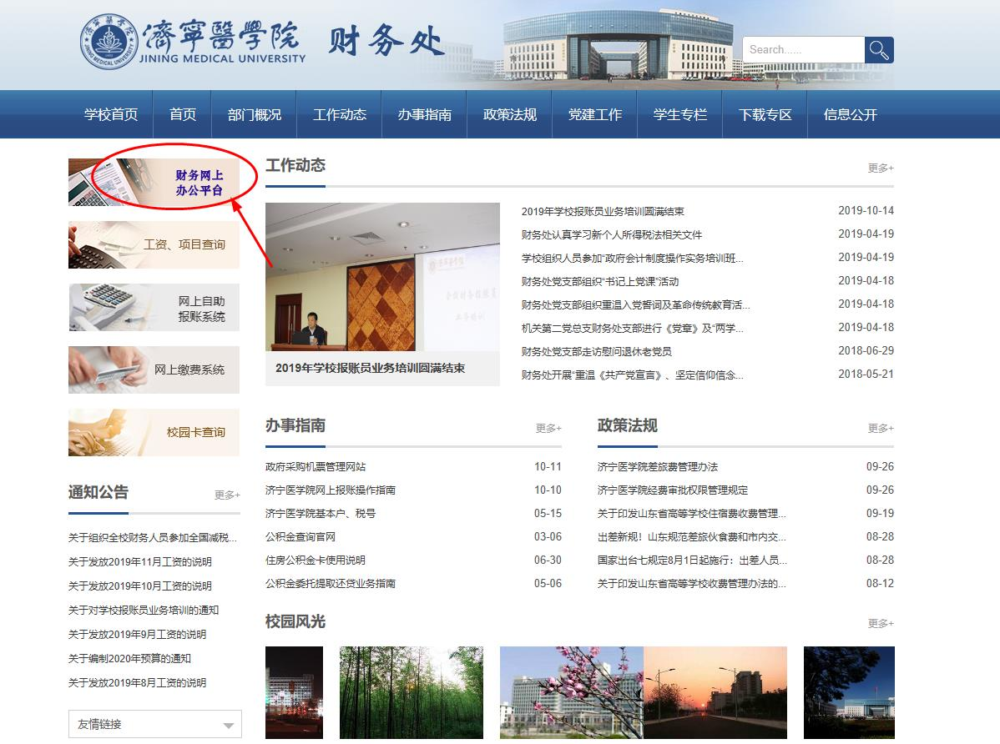 濟寧醫學院
JINING MEDICAL UNIVERSITY
财务处
Search......
学校首页
首页
部门概况
工作动态
办事指南
政策法规
党建工作
学生专栏
下载专区
信息公开
财务网上
办公平台
工资、项目查询
网上自助
报账系统
网上缴费系统
校园卡查询
通知公告
更多+
关于组织全校财务人员参加全国减税...
关于发放2019年11月工资的说明
关于发放2019年10月工资的说明
关于对学校报账员业务培训的通知
关于发放2019年9月工资的说明
关于编制2020年预算的通知
关于发放2019年8月工资的说明
友情链接
工作动态
更多+
2019年学校报账员业务培训圆满结束
2019年学校报账员业务培训圆满结束 2019-10-14
财务处认真学习新个人所得税法相关文件 2019-04-19
学校组织人员参加“政府会计制度操作实务培训班... 2019-04-19
财务处党支部组织“书记上党课”活动 2019-04-18
财务处党支部组织重温入党誓词及革命传统教育活... 2019-04-18
机关第二党总支财务处支部进行《党章》及“两学... 2019-04-18
财务处党支部走访慰问退休老党员 2018-06-29
财务处开展“重温《共产党宣言》、坚定信仰信念... 2018-05-21
办事指南
更多+
政府采购机票管理网站 10-11
济宁医学院网上报账操作指南 10-10
济宁医学院基本户、税号 05-15
公积金查询官网 03-06
住房公积金卡使用说明 06-30
公积金委托提取还贷业务指南 05-06
政策法规
更多+
济宁医学院差旅费管理办法 09-26
济宁医学院经费审批权限管理规定 09-26
关于印发山东省高等学校住宿费收费管理... 09-19
出差新规！山东规范差旅伙食费和市内交... 08-28
国家出台七规定8月1日起施行：出差人员... 08-28
关于印发山东省高等学校收费管理办法的... 08-12
校园风光
更多+